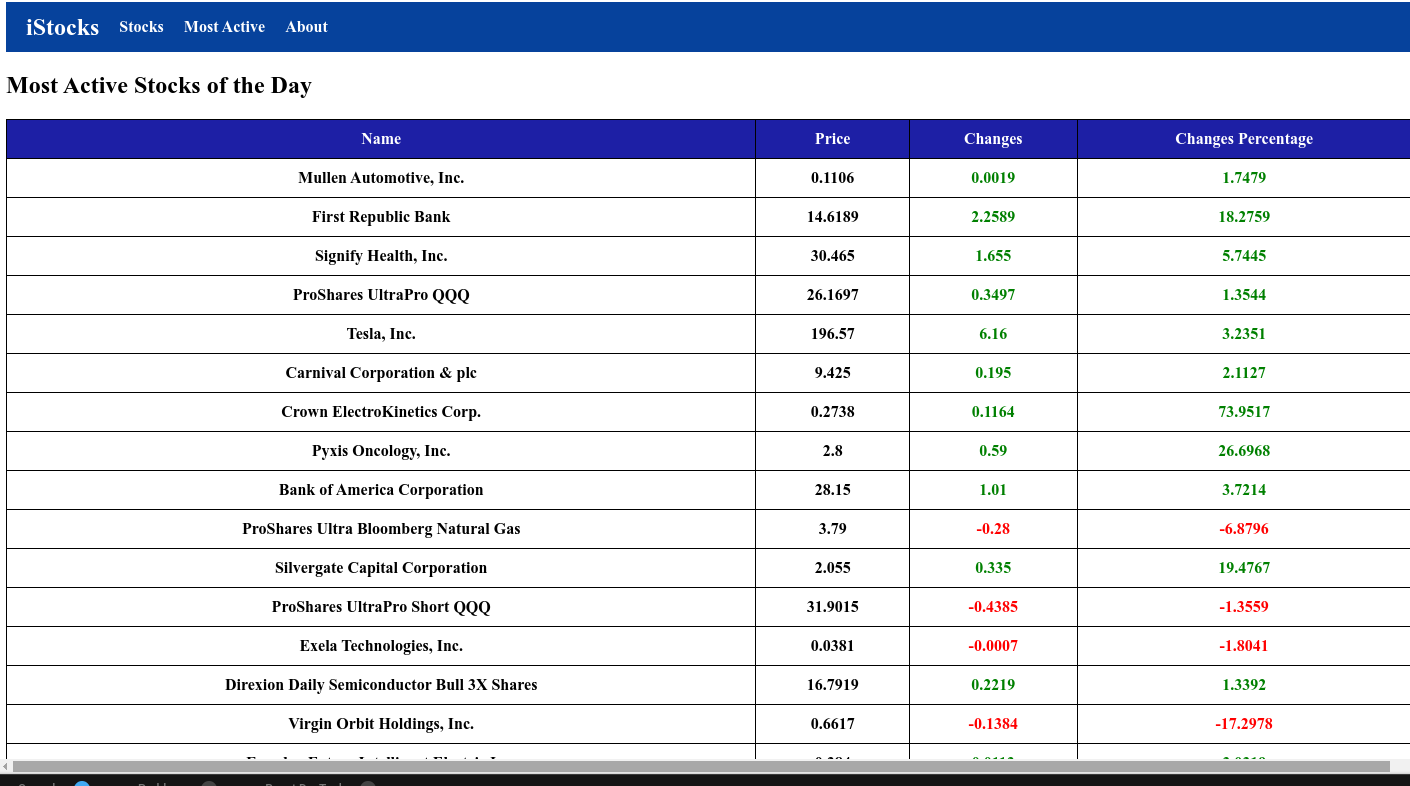 iStocks Stocks Most Active About
Most Active Stocks of the Day
Name Price Changes Changes Percentage
Mullen Automotive, Inc. 0.1106 0.0019 1.7479
First Republic Bank 14.6189 2.2589 18.2759
Signify Health, Inc. 30.465 1.655 5.7445
ProShares UltraPro QQQ 26.1697 0.3497 1.3544
Tesla, Inc. 196.57 6.16 3.2351
Carnival Corporation & plc 9.425 0.195 2.1127
Crown ElectroKinetics Corp. 0.2738 0.1164 73.9517
Pyxis Oncology, Inc. 2.8 0.59 26.6968
Bank of America Corporation 28.15 1.01 3.7214
ProShares Ultra Bloomberg Natural Gas 3.79 -0.28 -6.8796
Silvergate Capital Corporation 2.055 0.335 19.4767
ProShares UltraPro Short QQQ 31.9015 -0.4385 -1.3559
Exela Technologies, Inc. 0.0381 -0.0007 -1.8041
Direxion Daily Semiconductor Bull 3X Shares 16.7919 0.2219 1.3392
Virgin Orbit Holdings, Inc. 0.6617 -0.1384 -17.2978